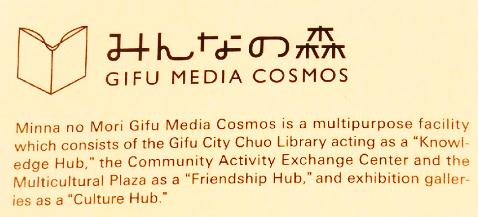 みんなの森
GIFU MEDIA COSMOS
Minna no Mori Gifu Media Cosmos is a multipurpose facility
which consists of the Gifu City Chuo Library acting as a "Knowl-
edge Hub," the Community Activity Exchange Center and the
Multicultural Plaza as a "Friendship Hub," and exhibition galler-
ies as a "Culture Hub."